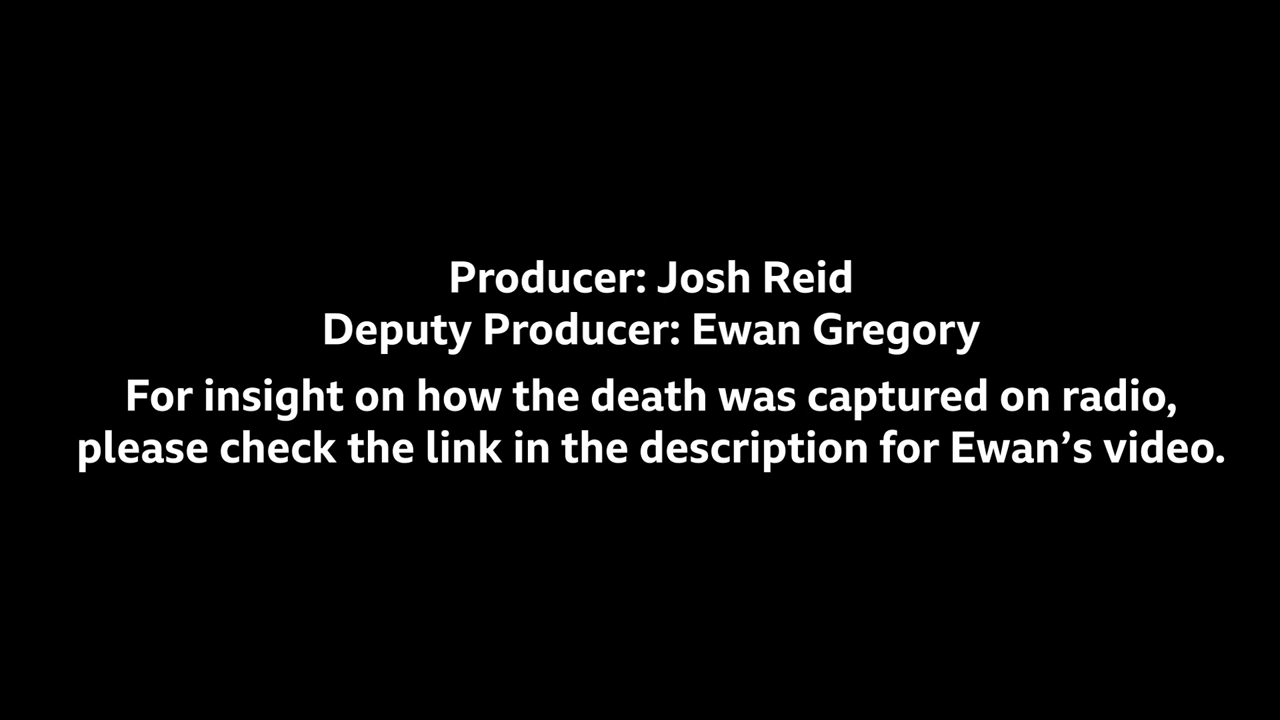 Producer: Josh Reid
Deputy Producer: Ewan Gregory
For insight on how the death was captured on radio,
please check the link in the description for Ewan’s video.